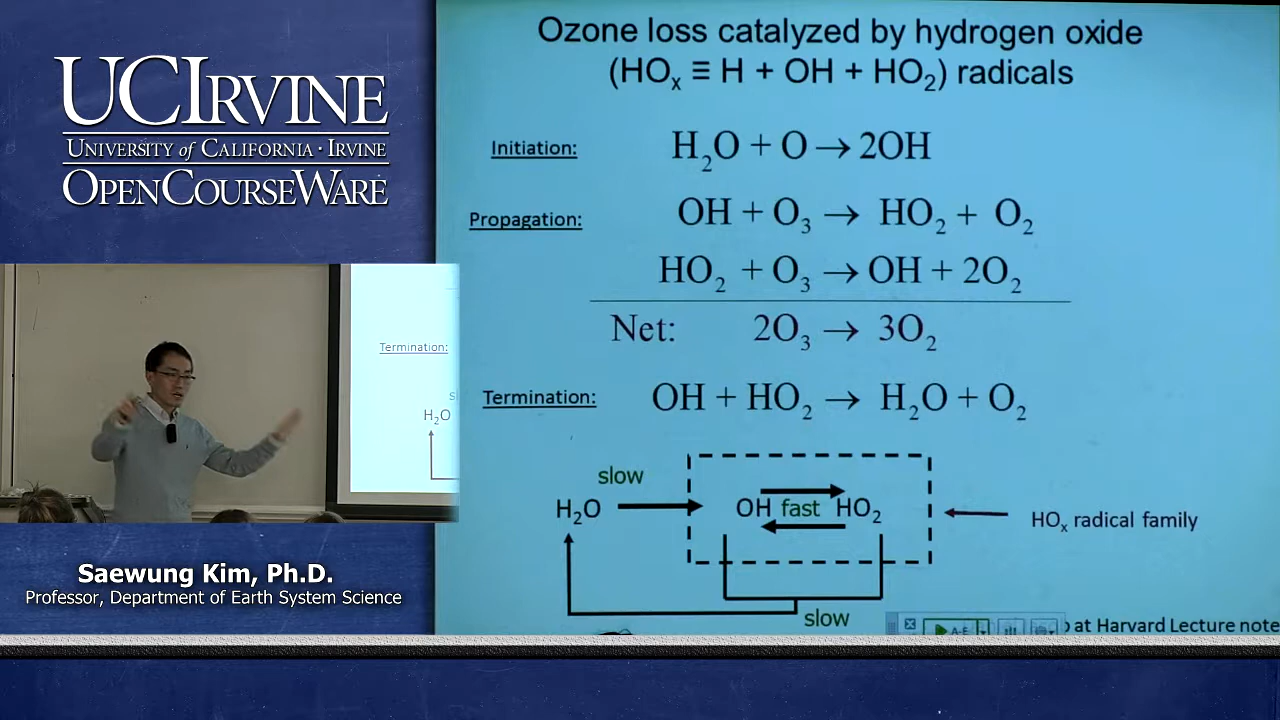 UCIRVINE
UNIVERSITY of CALIFORNIA · IRVINE
OPENCOURSEWARE
Termination:
H₂O
Saewung Kim, Ph.D.
Professor, Department of Earth System Science
Ozone loss catalyzed by hydrogen oxide
(HOₓ ≡ H + OH + HO₂) radicals
Initiation: H₂O + O → 2OH
Propagation: OH + O₃ → HO₂ + O₂
HO₂ + O₃ → OH + 2O₂
Net: 2O₃ → 3O₂
Termination: OH + HO₂ → H₂O + O₂
slow
H₂O OH fast HO₂
HOₓ radical family
slow
at Harvard Lecture note